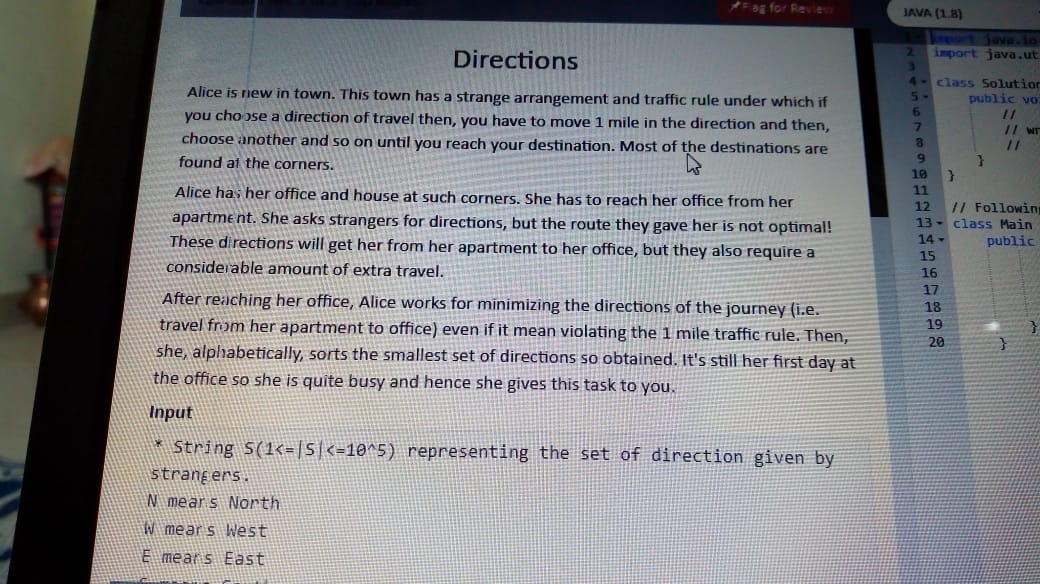 Flag for Review
JAVA (1.8)
Directions
Alice is new in town. This town has a strange arrangement and traffic rule under which if
you choose a direction of travel then, you have to move 1 mile in the direction and then,
choose another and so on until you reach your destination. Most of the destinations are
found at the corners.
Alice has her office and house at such corners. She has to reach her office from her
apartment. She asks strangers for directions, but the route they gave her is not optimal!
These directions will get her from her apartment to her office, but they also require a
considerable amount of extra travel.
After reaching her office, Alice works for minimizing the directions of the journey (i.e.
travel from her apartment to office) even if it mean violating the 1 mile traffic rule. Then,
she, alphabetically, sorts the smallest set of directions so obtained. It's still her first day at
the office so she is quite busy and hence she gives this task to you.
Input
* String S(1<=|S|<=10^5) representing the set of direction given by
strangers.
N means North
W means West
E means East
1 import java.io
2 import java.ut
3
4 class Solution
5 public vo
6 //
7 // wr
8 //
9 }
10 }
11
12 // Following
13 class Main
14 public
15
16
17
18
19 }
20 }